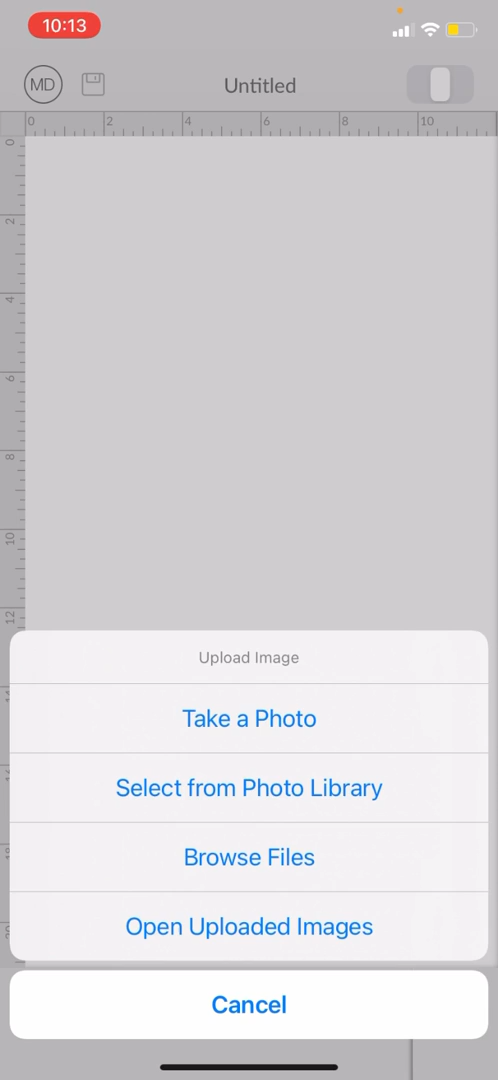 10:13
MD
Untitled
0 2 4 6 8 10
0
2
4
6
8
10
12
Upload Image
Take a Photo
Select from Photo Library
Browse Files
Open Uploaded Images
Cancel